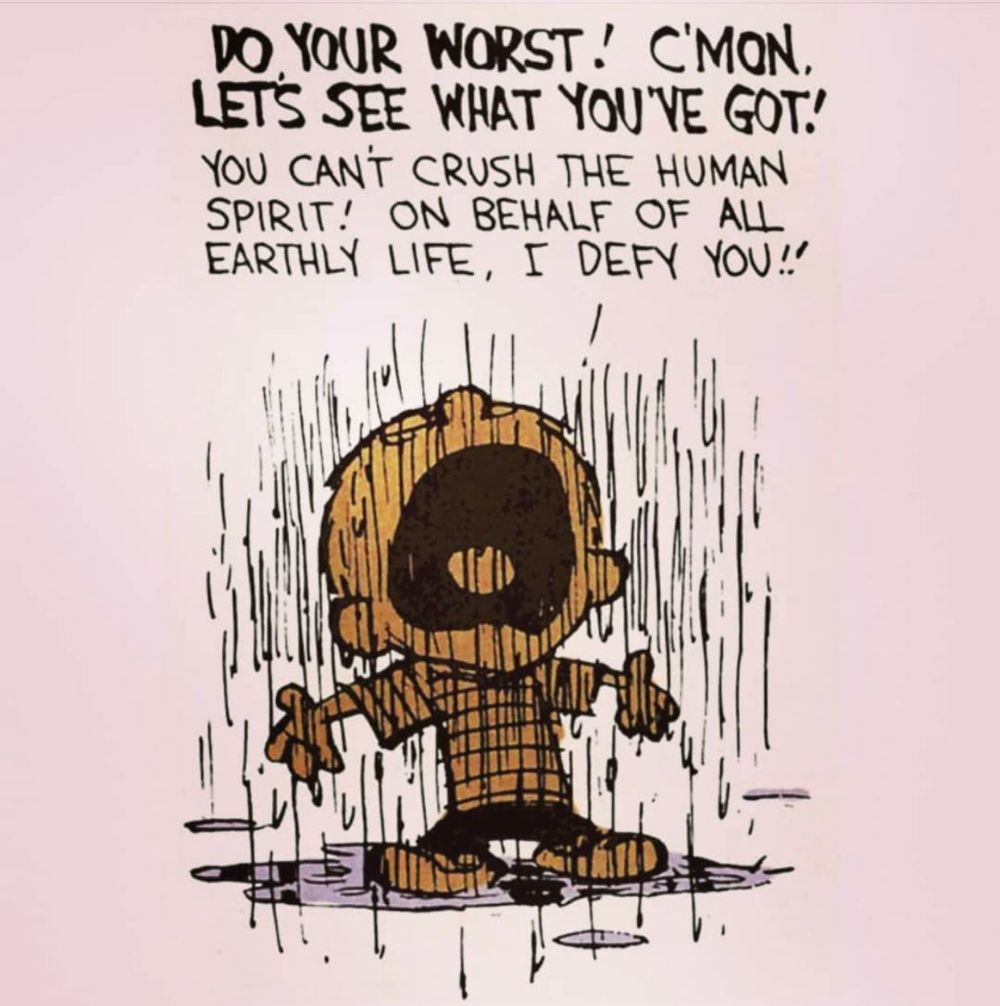 DO YOUR WORST! C'MON,
LET'S SEE WHAT YOU'VE GOT!
YOU CAN'T CRUSH THE HUMAN
SPIRIT! ON BEHALF OF ALL
EARTHLY LIFE, I DEFY YOU!!